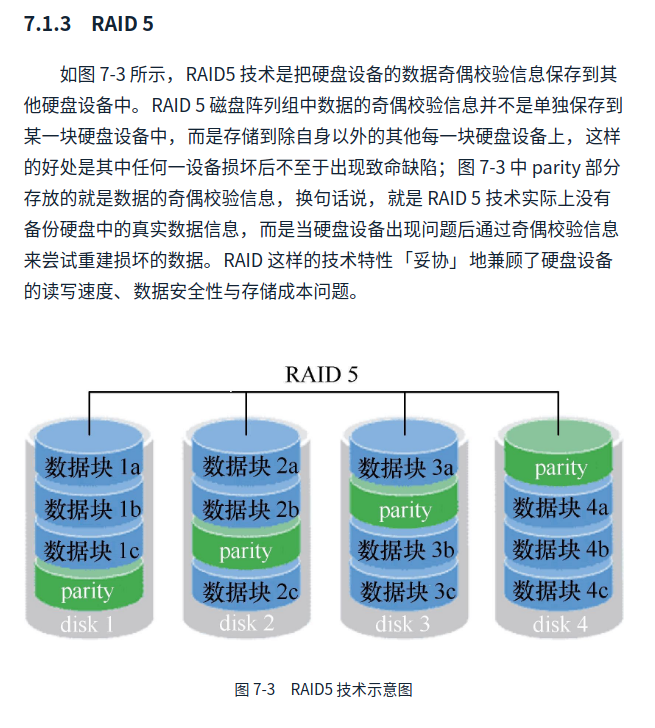 7.1.3 RAID 5
如图 7-3 所示，RAID5 技术是把硬盘设备的数据奇偶校验信息保存到其
他硬盘设备中。RAID 5 磁盘阵列组中数据的奇偶校验信息并不是单独保存到
某一块硬盘设备中，而是存储到除自身以外的其他每一块硬盘设备上，这样
的好处是其中任何一设备损坏后不至于出现致命缺陷；图 7-3 中 parity 部分
存放的就是数据的奇偶校验信息，换句话说，就是 RAID 5 技术实际上没有
备份硬盘中的真实数据信息，而是当硬盘设备出现问题后通过奇偶校验信息
来尝试重建损坏的数据。RAID 这样的技术特性「妥协」地兼顾了硬盘设备
的读写速度、数据安全性与存储成本问题。
RAID 5
数据块 1a
数据块 1b
数据块 1c
parity
disk 1
数据块 2a
数据块 2b
parity
数据块 2c
disk 2
数据块 3a
parity
数据块 3b
数据块 3c
disk 3
parity
数据块 4a
数据块 4b
数据块 4c
disk 4
图 7-3 RAID5 技术示意图